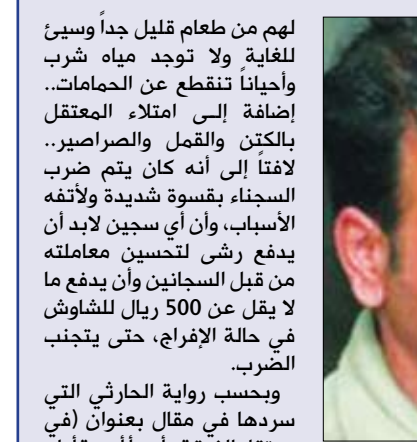 لهم من طعام قليل جداً وسيئ
للغاية ولا توجد مياه شرب
وأحياناً تنقطع عن الحمامات..
إضافة إلى امتلاء المعتقل
بالكتن والقمل والصراصير..
لافتاً إلى أنه كان يتم ضرب
السجناء بقسوة شديدة ولأتفه
الأسباب، وأن أي سجين لابد أن
يدفع رشى لتحسين معاملته
من قبل السجانين وأن يدفع ما
لا يقل عن 500 ريال للشاوش
في حالة الإفراج، حتى يتجنب
الضرب.
وبحسب رواية الحارثي التي
سردها في مقال بعنوان (في